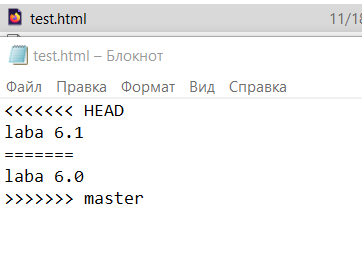 test.html
11/18
test.html – Блокнот
Файл Правка Формат Вид Справка
<<<<<<< HEAD
laba 6.1
=======
laba 6.0
>>>>>>> master